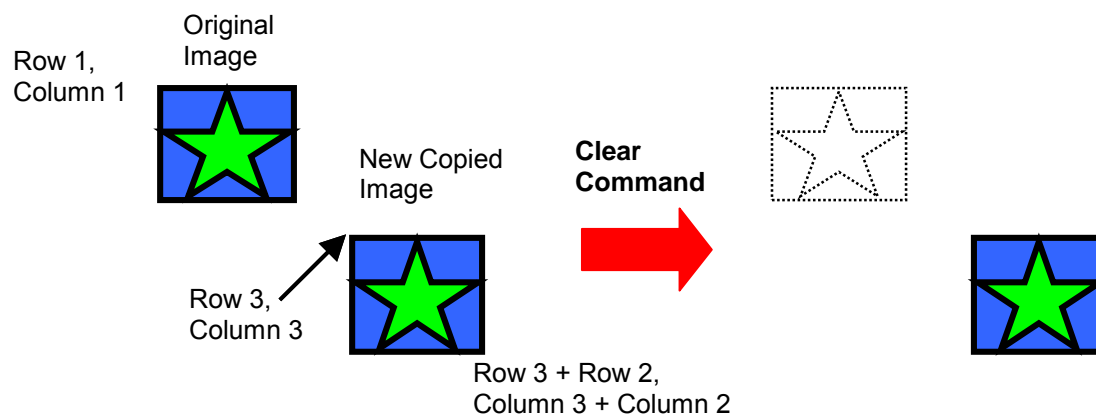 Original
Image
Row 1,
Column 1
New Copied
Image
Clear
Command
Row 3,
Column 3
Row 3 + Row 2,
Column 3 + Column 2